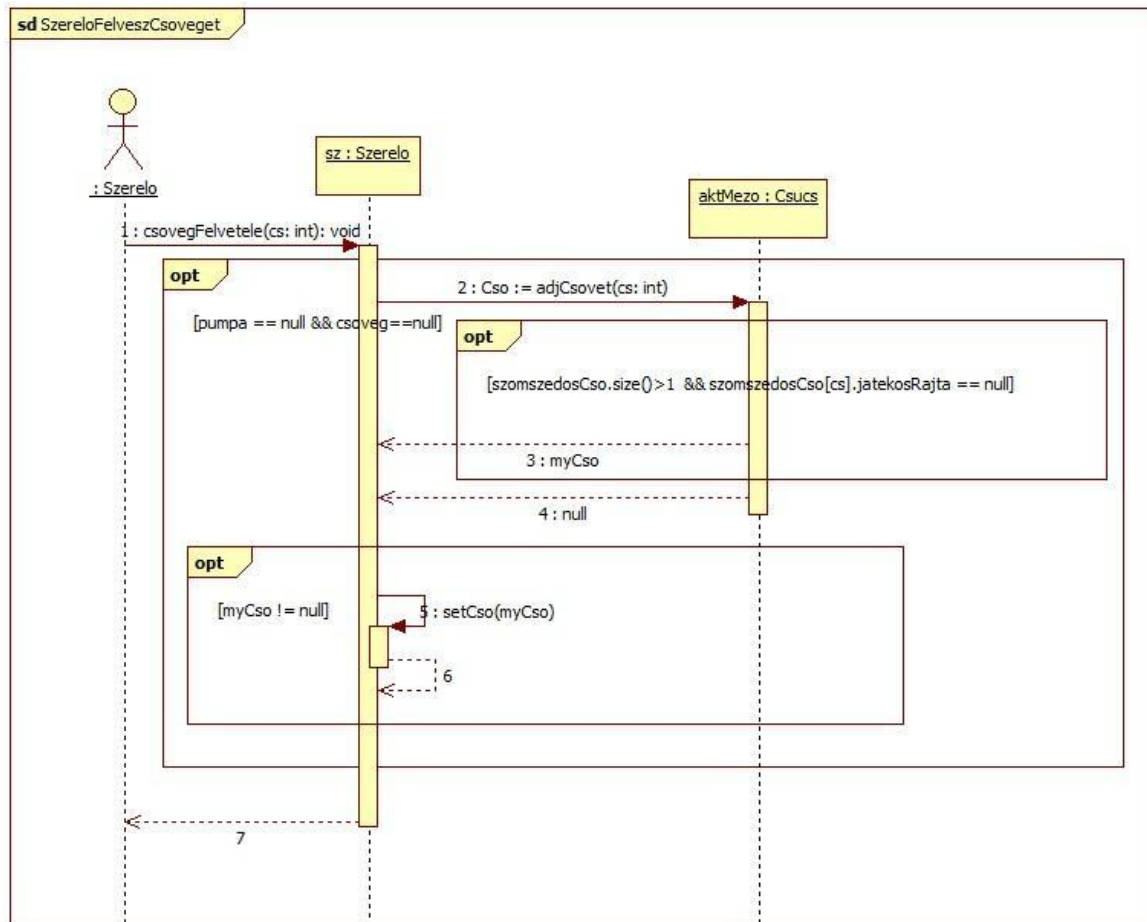 sd SzereloFelveszCsoveget
: Szerelo
sz : Szerelo
aktMezo : Csucs
1 : csovegFelvetele(cs: int): void
opt
2 : Cso := adjCsovet(cs: int)
[pumpa == null && csoveg==null]
opt
[szomszedosCso.size()>1 && szomszedosCso[cs].jatekosRajta == null]
3 : myCso
4 : null
opt
[myCso != null]
5 : setCso(myCso)
6
7